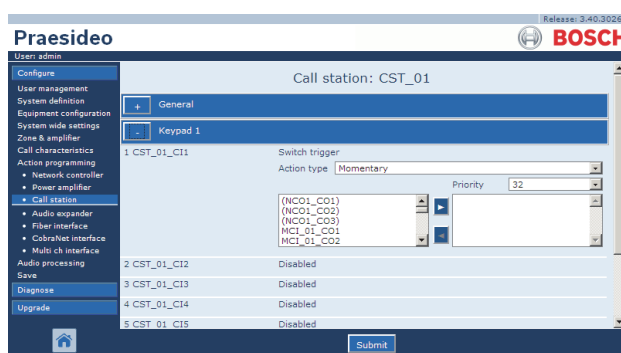 Release: 3.40.3026
Praesideo
BOSCH
User: admin
Configure
User management
System definition
Equipment configuration
System wide settings
Zone & amplifier
Call characteristics
Action programming
• Network controller
• Power amplifier
• Call station
• Audio expander
• Fiber interface
• CobraNet interface
• Multi ch interface
Audio processing
Save
Diagnose
Upgrade
Call station: CST_01
+ General
- Keypad 1
1 CST_01_CI1 Switch trigger
Action type Momentary
Priority 32
(NCO1_CO1)
(NCO1_CO2)
(NCO1_CO3)
MCI_01_CO1
MCI_01_CO2
2 CST_01_CI2 Disabled
3 CST_01_CI3 Disabled
4 CST_01_CI4 Disabled
5 CST_01_CI5 Disabled
Submit